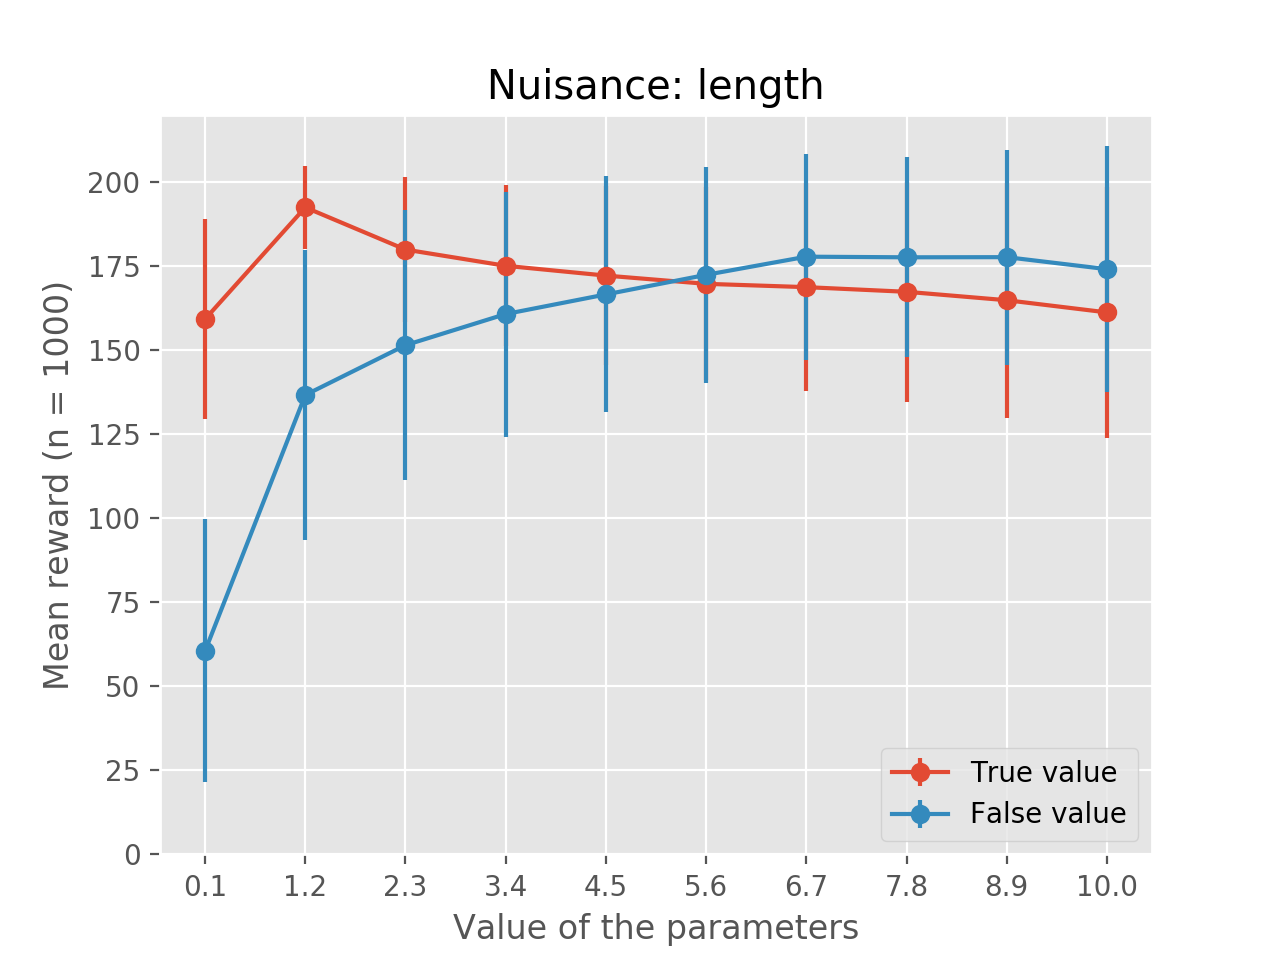 Nuisance: length
Mean reward (n = 1000)
200
175
150
125
100
75
50
25
0
0.1 1.2 2.3 3.4 4.5 5.6 6.7 7.8 8.9 10.0
Value of the parameters
True value
False value